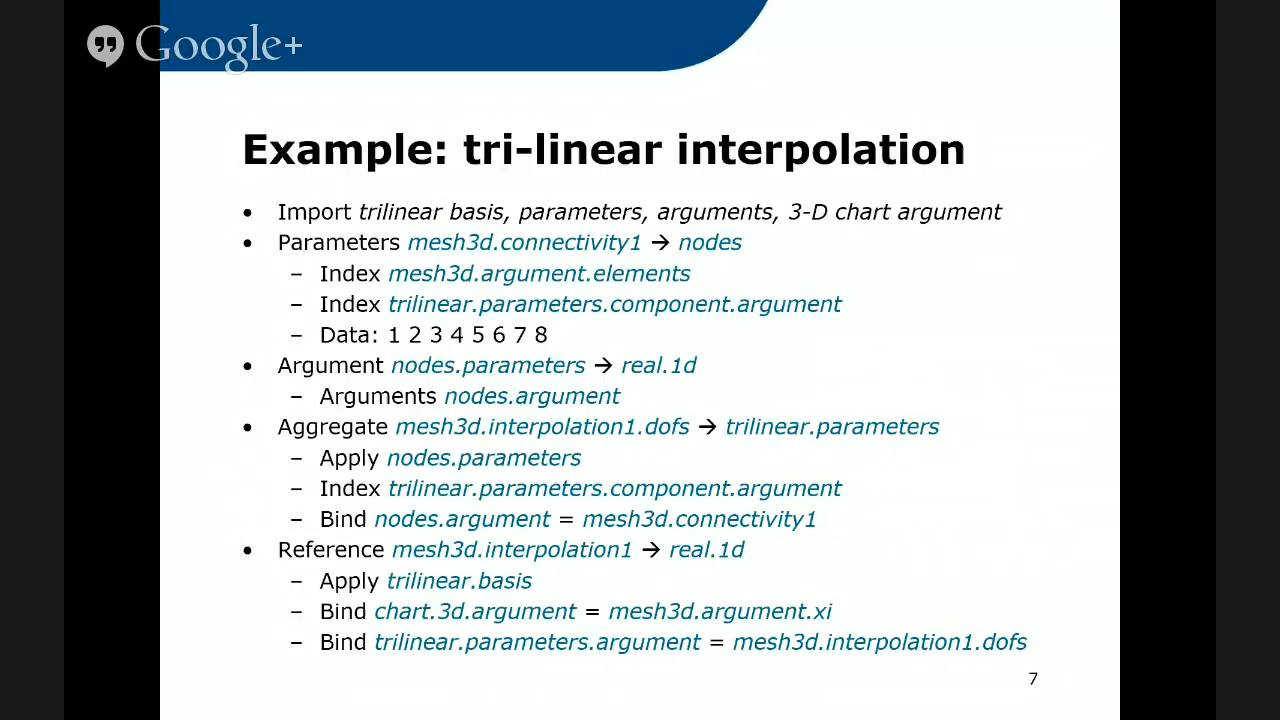 Google+
Example: tri-linear interpolation
• Import trilinear basis, parameters, arguments, 3-D chart argument
• Parameters mesh3d.connectivity1 → nodes
– Index mesh3d.argument.elements
– Index trilinear.parameters.component.argument
– Data: 1 2 3 4 5 6 7 8
• Argument nodes.parameters → real.1d
– Arguments nodes.argument
• Aggregate mesh3d.interpolation1.dofs → trilinear.parameters
– Apply nodes.parameters
– Index trilinear.parameters.component.argument
– Bind nodes.argument = mesh3d.connectivity1
• Reference mesh3d.interpolation1 → real.1d
– Apply trilinear.basis
– Bind chart.3d.argument = mesh3d.argument.xi
– Bind trilinear.parameters.argument = mesh3d.interpolation1.dofs
7